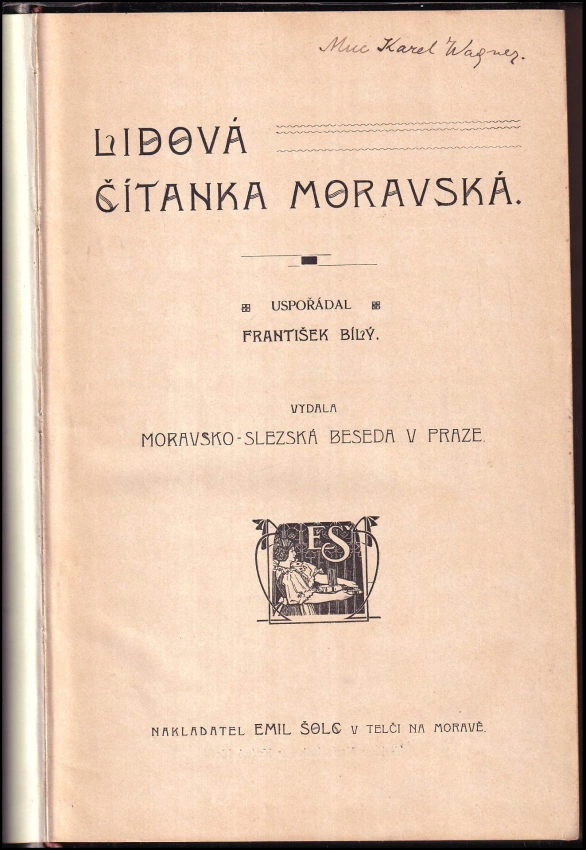 Muc Karel Wagner.
LIDOVÁ
ČÍTANKA MORAVSKÁ.
USPOŘÁDAL
FRANTIŠEK BÍLÝ.
VYDALA
MORAVSKO-SLEZSKÁ BESEDA V PRAZE.
ES
NAKLADATEL EMIL ŠOLC V TELČI NA MORAVĚ.